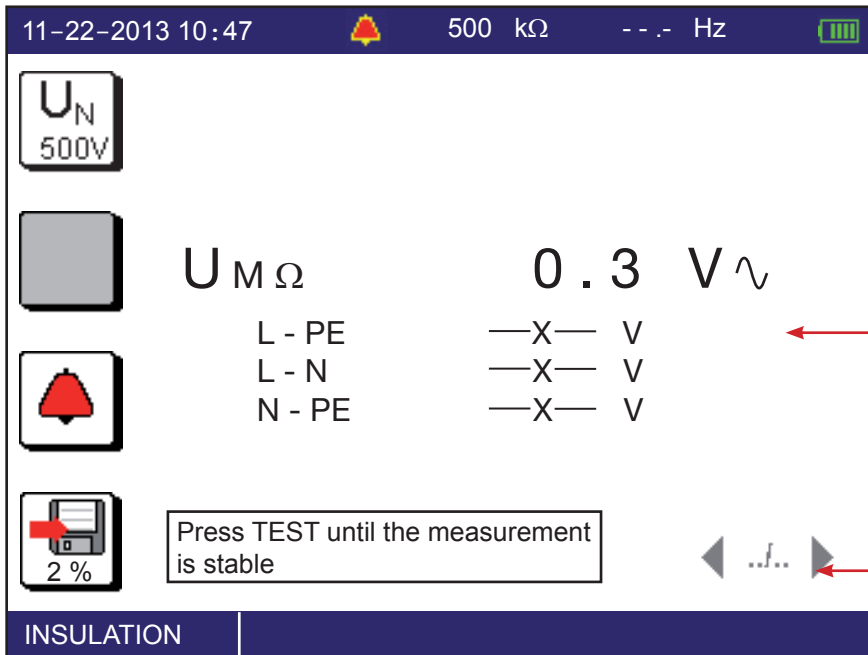 11-22-2013 10:47 500 kΩ - - .- Hz
UN
500V
U MΩ 0.3 V
L - PE —X— V
L - N —X— V
N - PE —X— V
2 %
Press TEST until the measurement
is stable
../..
INSULATION